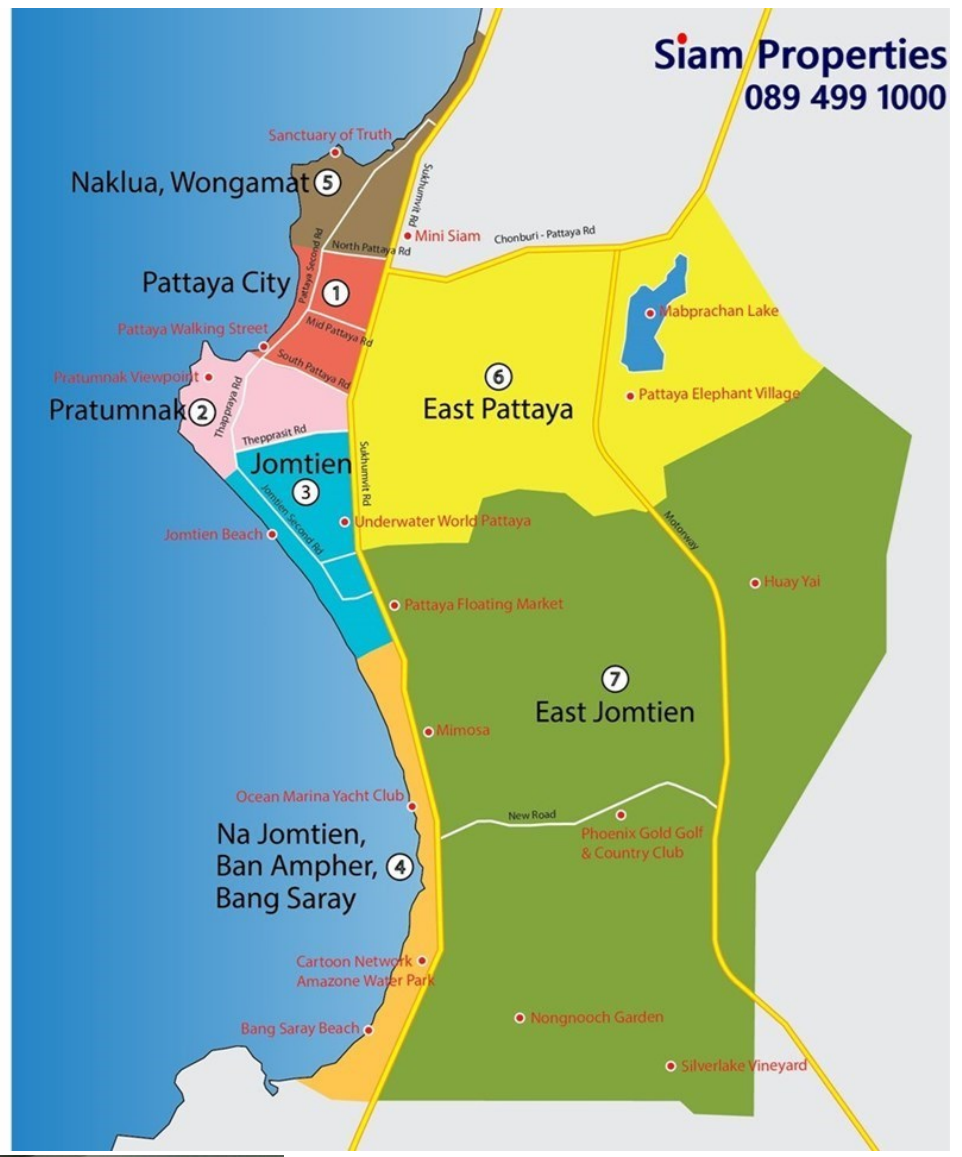 Siam Properties
089 499 1000
Sanctuary of Truth
Naklua, Wongamat 5
Sukhumvit Rd
Mini Siam
Chonburi - Pattaya Rd
North Pattaya Rd
Pattaya Second Rd
Pattaya City
1
Mabprachan Lake
Mid Pattaya Rd
Pattaya Walking Street
South Pattaya Rd
Pratumnak Viewpoint
6
East Pattaya
Pattaya Elephant Village
Pratumnak 2
Thappraya Rd
Thepprasit Rd
Jomtien
3
Sukhumvit Rd
Jomtien Second Rd
Underwater World Pattaya
Jomtien Beach
Motorway
Huay Yai
Pattaya Floating Market
7
East Jomtien
Mimosa
Ocean Marina Yacht Club
New Road
Phoenix Gold Golf
& Country Club
Na Jomtien,
Ban Ampher, 4
Bang Saray
Cartoon Network
Amazone Water Park
Nongnooch Garden
Bang Saray Beach
Silverlake Vineyard